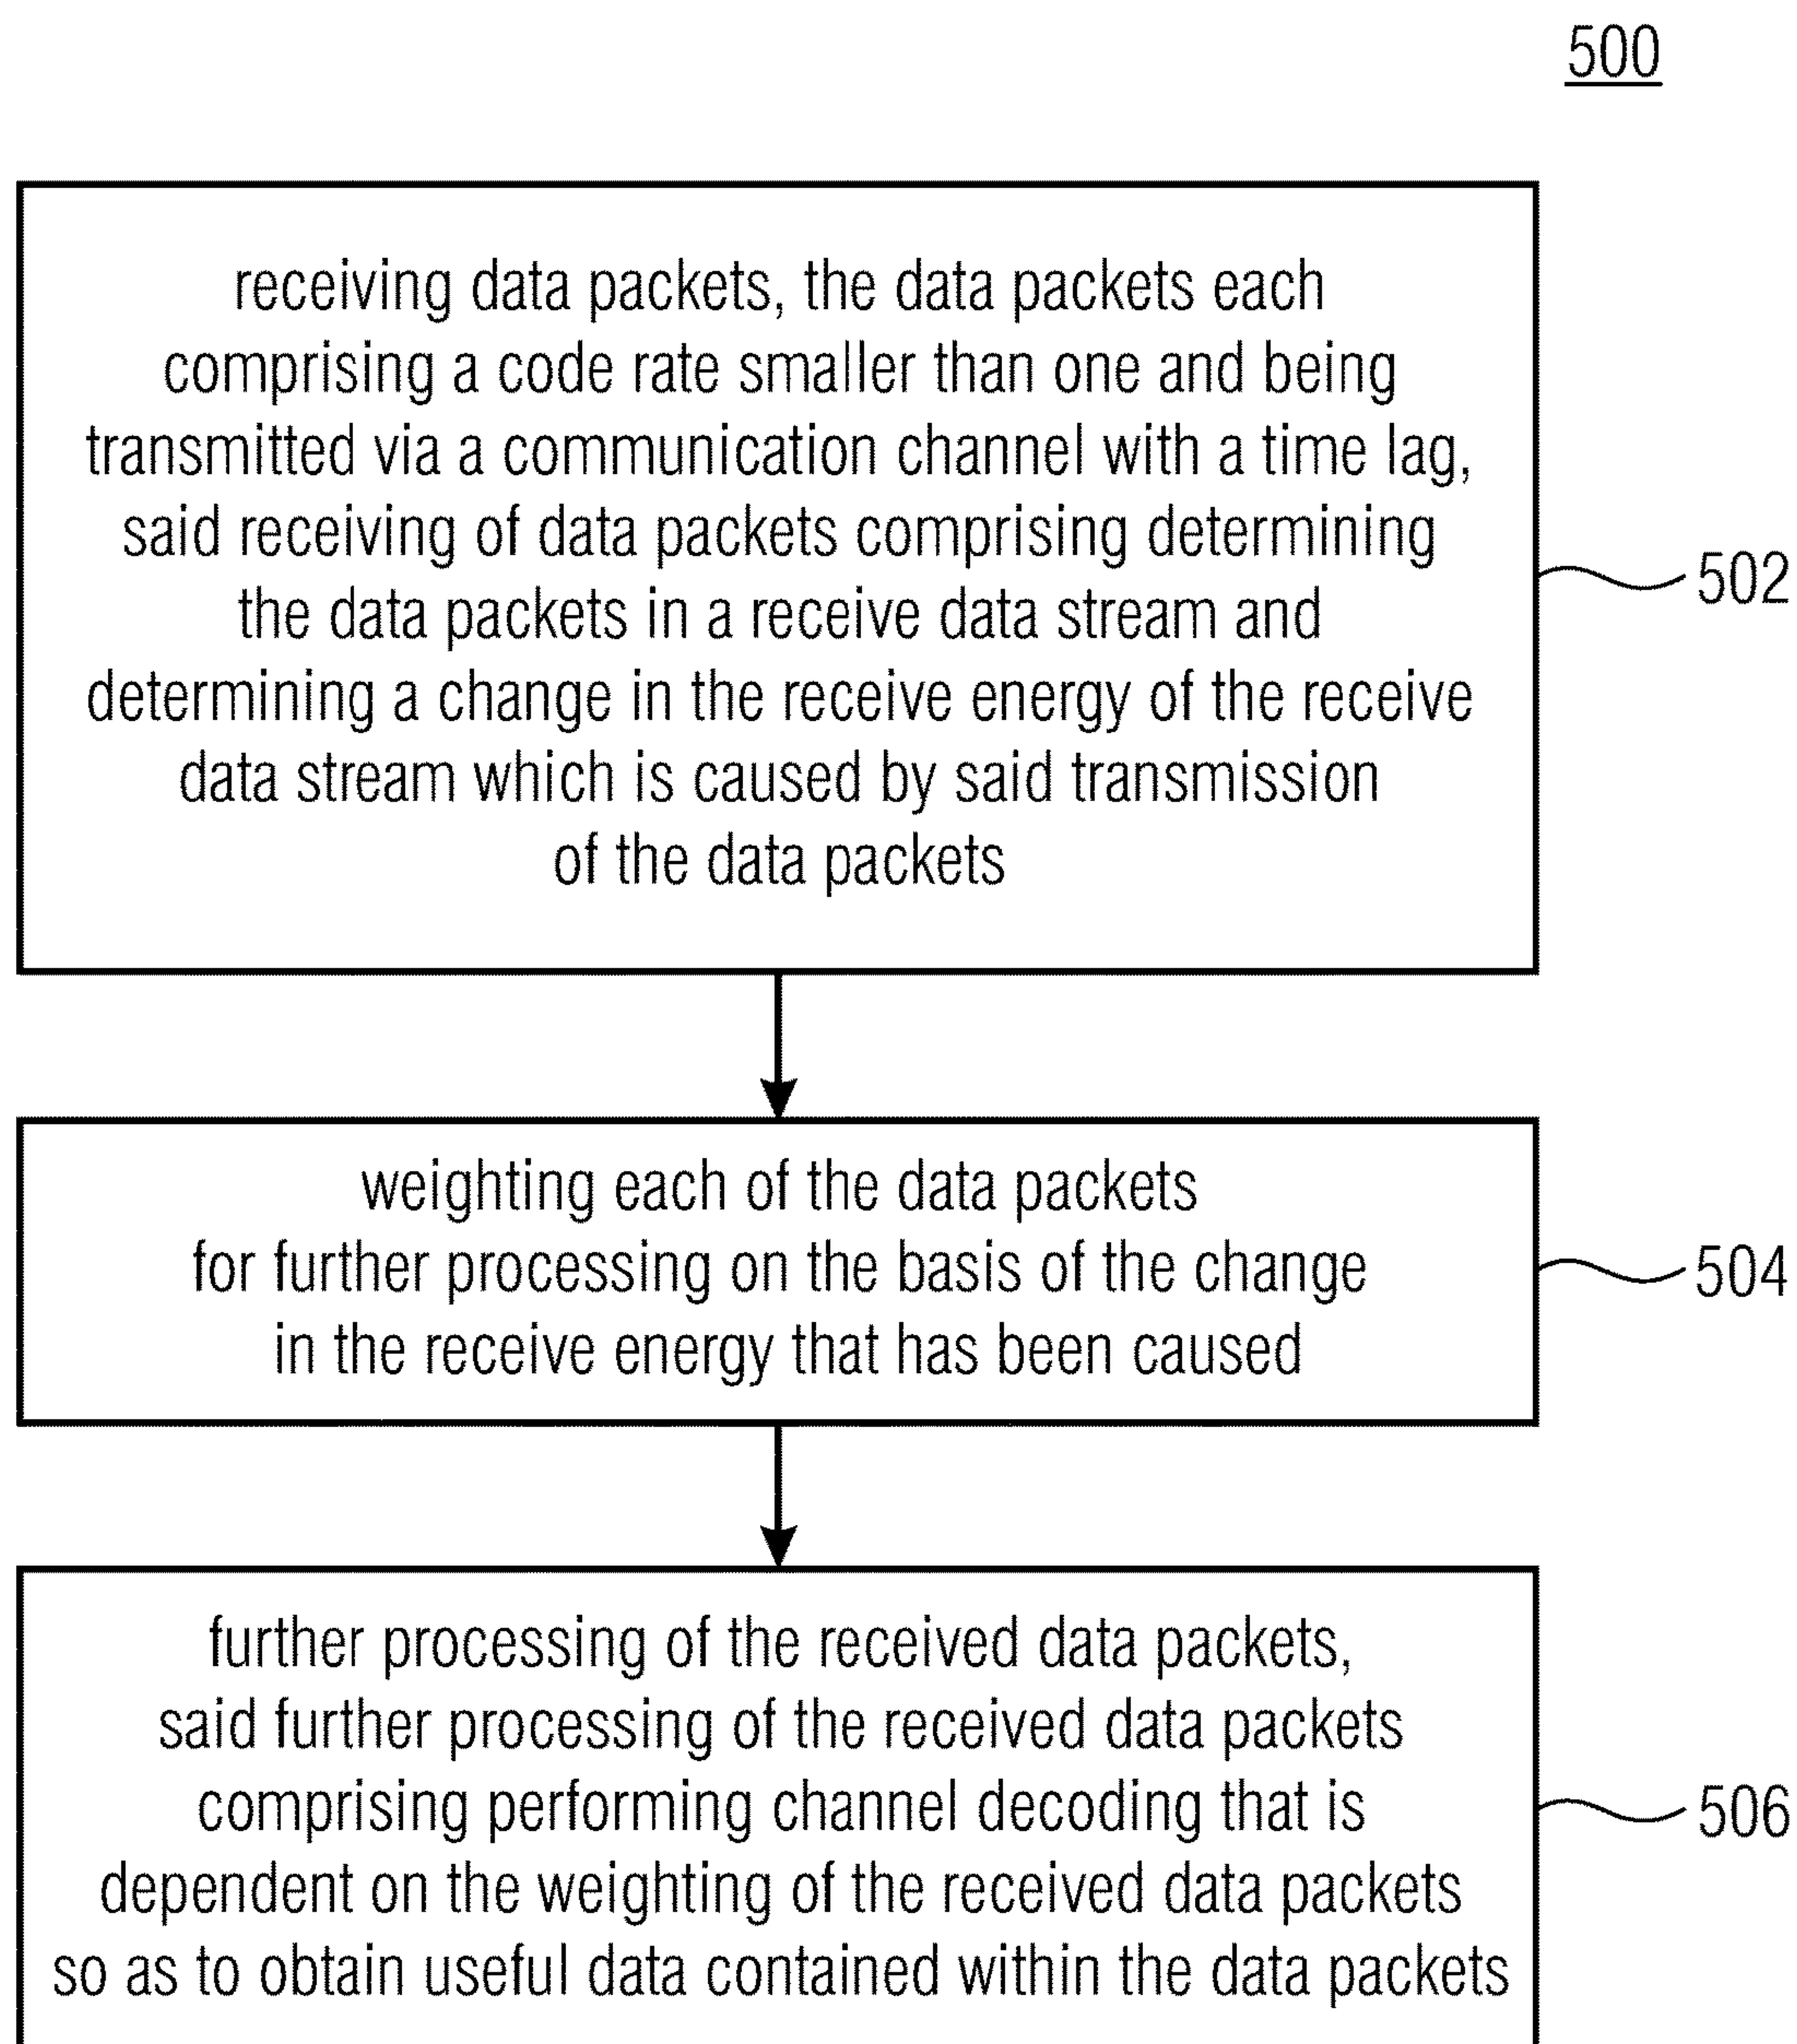 500
receiving data packets, the data packets each
comprising a code rate smaller than one and being
transmitted via a communication channel with a time lag,
said receiving of data packets comprising determining
the data packets in a receive data stream and
determining a change in the receive energy of the receive
data stream which is caused by said transmission
of the data packets
502
weighting each of the data packets
for further processing on the basis of the change
in the receive energy that has been caused
504
further processing of the received data packets,
said further processing of the received data packets
comprising performing channel decoding that is
dependent on the weighting of the received data packets
so as to obtain useful data contained within the data packets
506